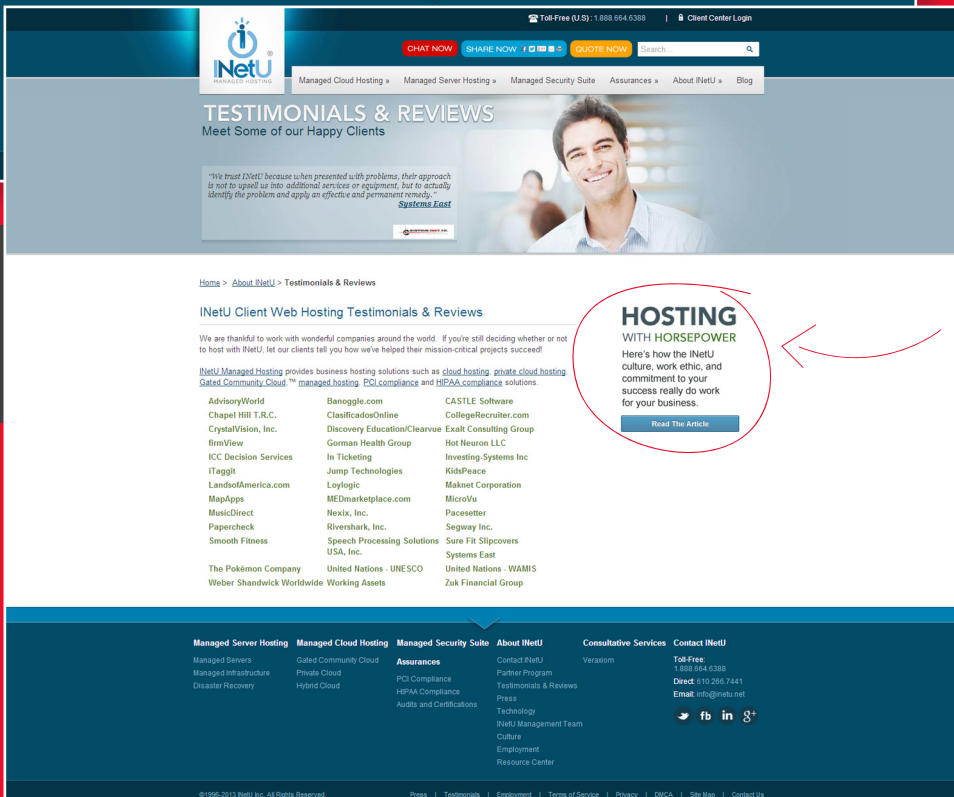 Toll-Free (U.S) : 1.888.664.6388 | Client Center Login
INetU ®
MANAGED HOSTING
CHAT NOW SHARE NOW QUOTE NOW Search...
Managed Cloud Hosting » Managed Server Hosting » Managed Security Suite Assurances » About INetU » Blog
TESTIMONIALS & REVIEWS
Meet Some of our Happy Clients
"We trust INetU because when presented with problems, their approach
is not to upsell us into additional services or equipment, but to actually
identify the problem and apply an effective and permanent remedy."
Systems East
Home > About INetU > Testimonials & Reviews
INetU Client Web Hosting Testimonials & Reviews
We are thankful to work with wonderful companies around the world. If you're still deciding whether or not
to host with INetU, let our clients tell you how we've helped their mission-critical projects succeed!
INetU Managed Hosting provides business hosting solutions such as cloud hosting, private cloud hosting,
Gated Community Cloud,™ managed hosting, PCI compliance and HIPAA compliance solutions.
AdvisoryWorld Banoggle.com CASTLE Software
Chapel Hill T.R.C. ClasificadosOnline CollegeRecruiter.com
CrystalVision, Inc. Discovery Education/Clearvue Exalt Consulting Group
firmView Gorman Health Group Hot Neuron LLC
ICC Decision Services In Ticketing Investing-Systems Inc
iTaggit Jump Technologies KidsPeace
LandsofAmerica.com Loylogic Maknet Corporation
MapApps MEDmarketplace.com MicroVu
MusicDirect Nexix, Inc. Pacesetter
Papercheck Rivershark, Inc. Segway Inc.
Smooth Fitness Speech Processing Solutions Sure Fit Slipcovers
USA, Inc. Systems East
The Pokémon Company United Nations - UNESCO United Nations - WAMIS
Weber Shandwick Worldwide Working Assets Zuk Financial Group
HOSTING
WITH HORSEPOWER
Here's how the INetU
culture, work ethic, and
commitment to your
success really do work
for your business.
Read The Article
Managed Server Hosting Managed Cloud Hosting Managed Security Suite About INetU Consultative Services Contact INetU
Managed Servers
Managed Infrastructure
Disaster Recovery
Gated Community Cloud
Private Cloud
Hybrid Cloud
Assurances
PCI Compliance
HIPAA Compliance
Audits and Certifications
Contact INetU
Partner Program
Testimonials & Reviews
Press
Technology
INetU Management Team
Culture
Employment
Resource Center
Veraxiom
Toll-Free:
1.888.664.6388
Direct: 610.266.7441
Email: info@inetu.net
fb in g+
©1996-2013 INetU Inc. All Rights Reserved. Press | Testimonials | Employment | Terms of Service | Privacy | DMCA | Site Map | Contact Us